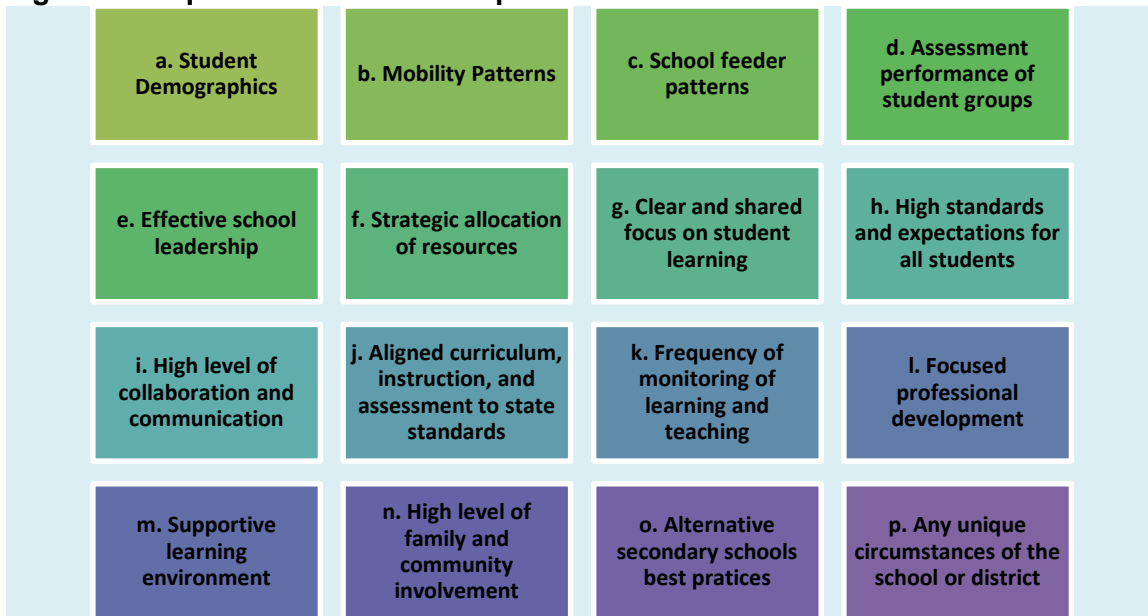 a. Student
Demographics
b. Mobility Patterns
c. School feeder
patterns
d. Assessment
performance of
student groups
e. Effective school
leadership
f. Strategic allocation
of resources
g. Clear and shared
focus on student
learning
h. High standards
and expectations for
all students
i. High level of
collaboration and
communication
j. Aligned curriculum,
instruction, and
assessment to state
standards
k. Frequency of
monitoring of
learning and
teaching
l. Focused
professional
development
m. Supportive
learning
environment
n. High level of
family and
community
involvement
o. Alternative
secondary schools
best pratices
p. Any unique
circumstances of the
school or district